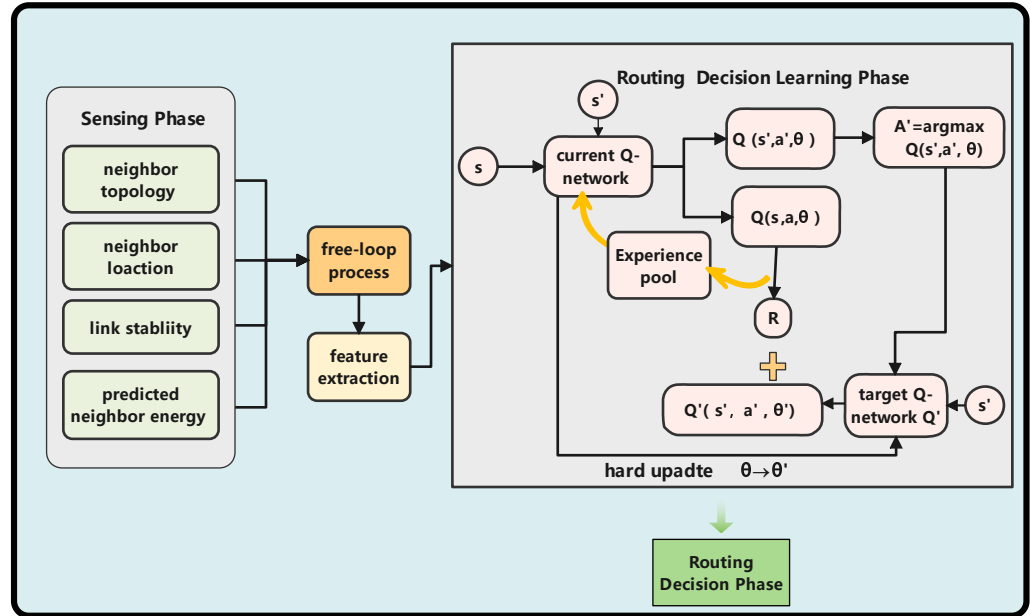 Sensing Phase
neighbor
topology
neighbor
loaction
link stabliity
predicted
neighbor energy
free-loop
process
feature
extraction
Routing Decision Learning Phase
s'
s
current Q-
network
Q (s',a',θ )
A'=argmax
Q(s',a', θ)
Q(s,a,θ )
Experience
pool
R
Q'( s', a' , θ')
target Q-
network Q'
s'
hard upadte θ→θ'
Routing
Decision Phase